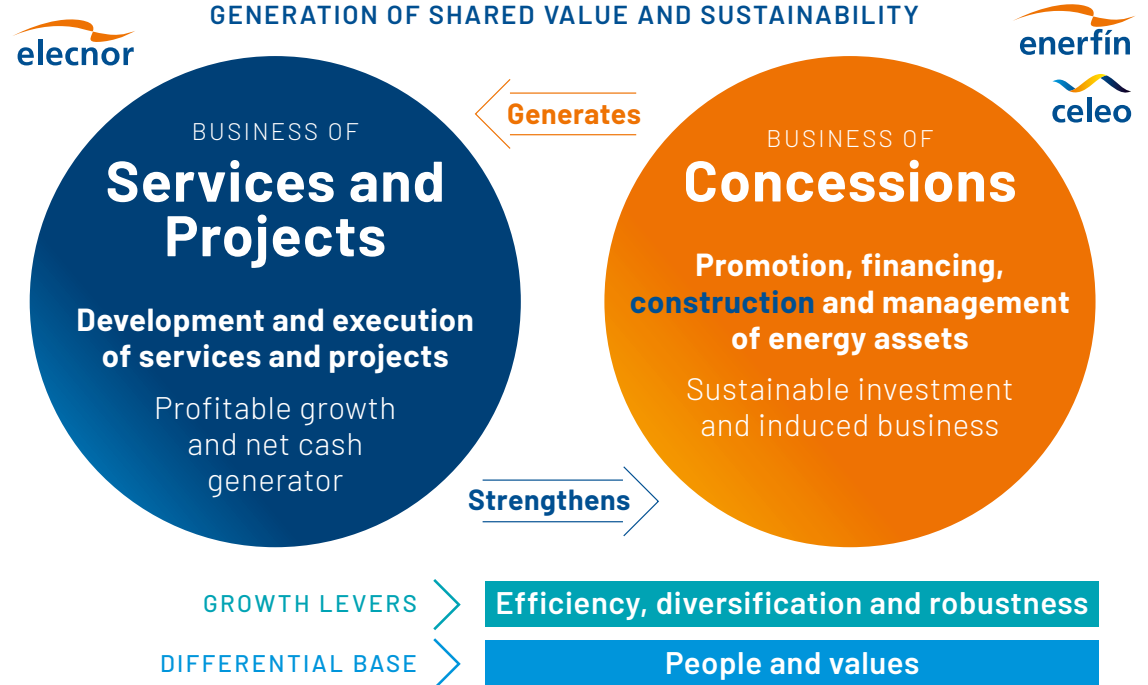 GENERATION OF SHARED VALUE AND SUSTAINABILITY
elecnor
enerfín
celeo
BUSINESS OF
Services and
Projects
Development and execution
of services and projects
Profitable growth
and net cash
generator
Generates
Strengthens
BUSINESS OF
Concessions
Promotion, financing,
construction and management
of energy assets
Sustainable investment
and induced business
GROWTH LEVERS
Efficiency, diversification and robustness
DIFFERENTIAL BASE
People and values